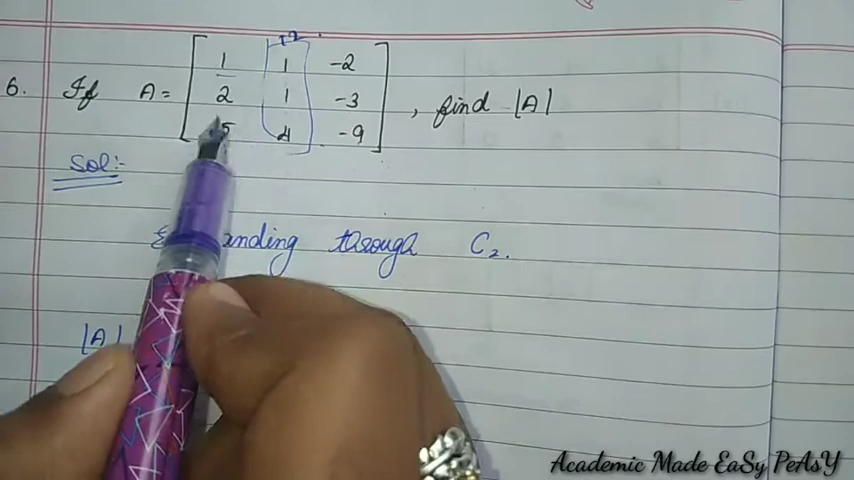 1 1 -2
6. If A = 2 1 -3 , find |A|
5 4 -9
Sol:-
Expanding through C₂.
|A|
Academic Made EaSy PeAsY